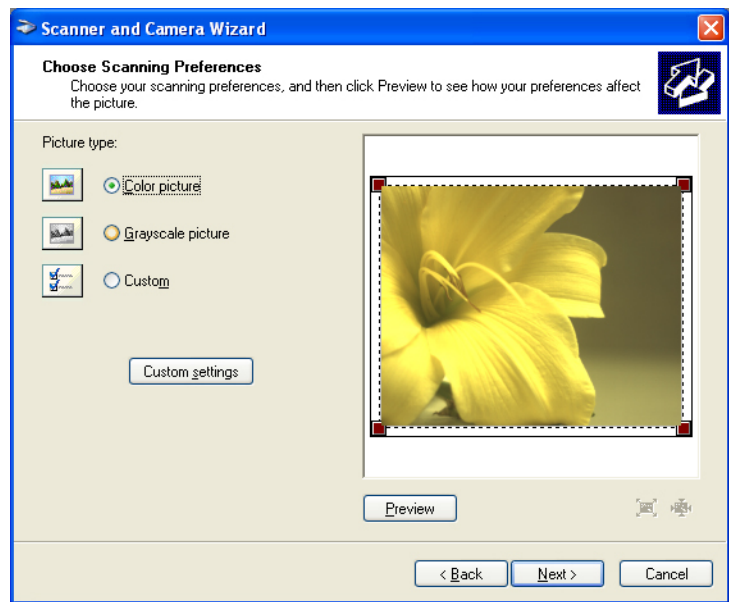 Scanner and Camera Wizard
Choose Scanning Preferences
Choose your scanning preferences, and then click Preview to see how your preferences affect
the picture.
Picture type:
Color picture
Grayscale picture
Custom
Custom settings
Preview
< Back
Next >
Cancel